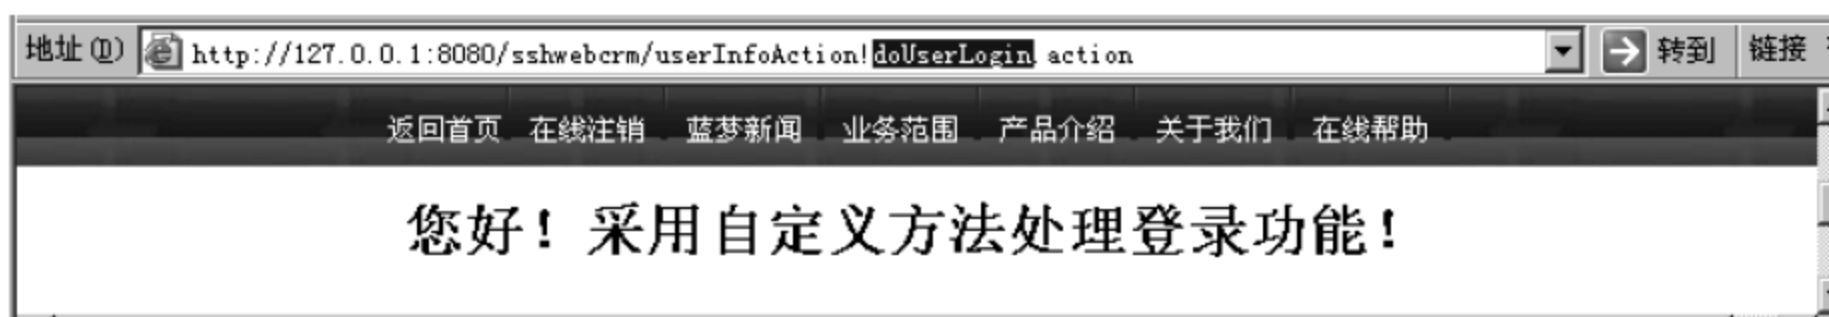 地址(D) http://127.0.0.1:8080/sshwebcrm/userInfoAction!doUserLogin.action 转到 链接
返回首页 在线注销 蓝梦新闻 业务范围 产品介绍 关于我们 在线帮助
您好！采用自定义方法处理登录功能！